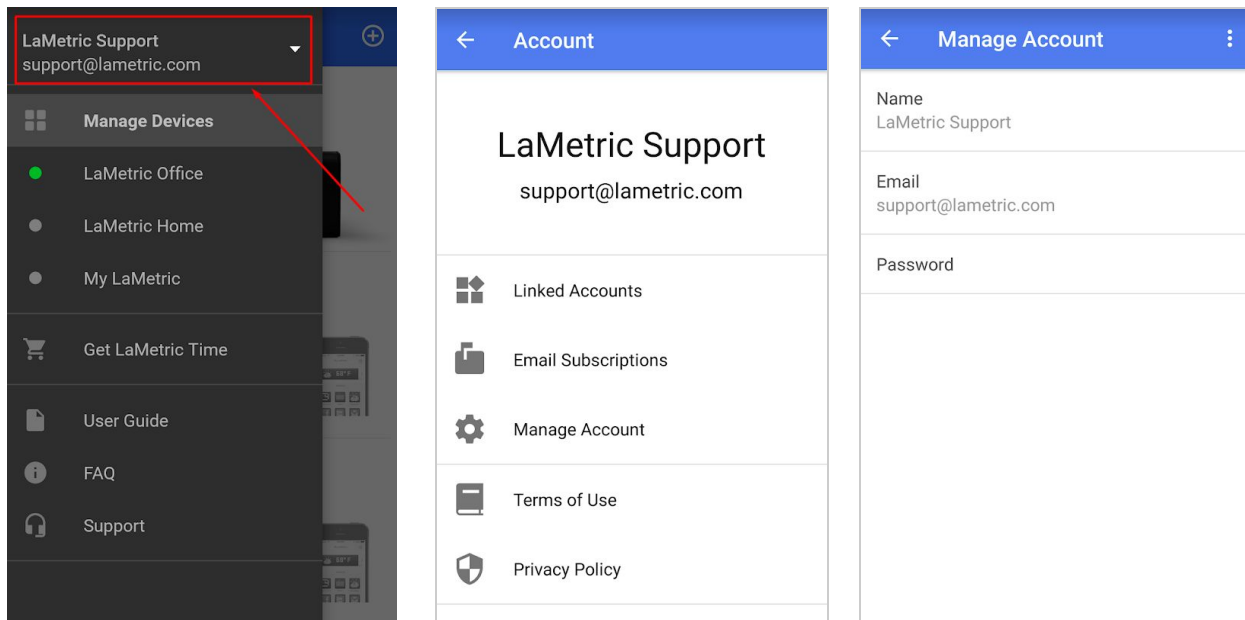 LaMetric Support
support@lametric.com
Manage Devices
LaMetric Office
LaMetric Home
My LaMetric
Get LaMetric Time
User Guide
FAQ
Support
Account
LaMetric Support
support@lametric.com
Linked Accounts
Email Subscriptions
Manage Account
Terms of Use
Privacy Policy
Manage Account
Name
LaMetric Support
Email
support@lametric.com
Password